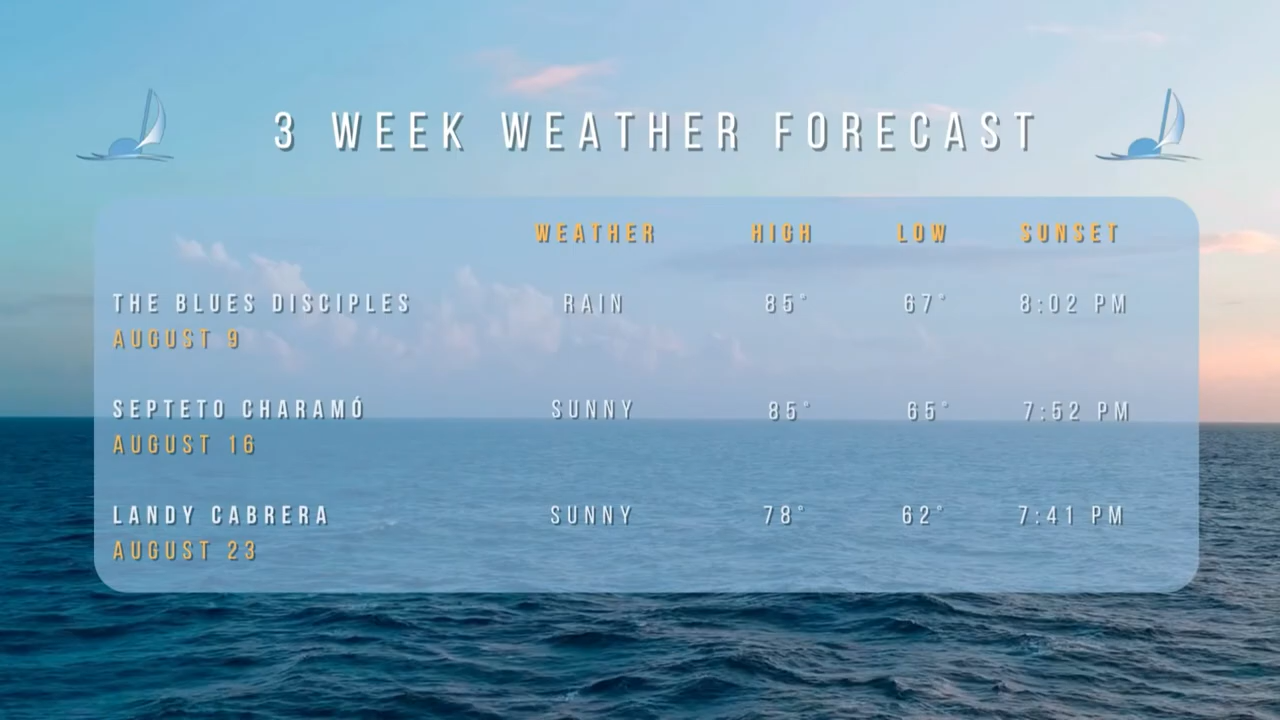 3 WEEK WEATHER FORECAST
WEATHER HIGH LOW SUNSET
THE BLUES DISCIPLES RAIN 85° 67° 8:02 PM
AUGUST 9
SEPTETO CHARAMÓ SUNNY 85° 65° 7:52 PM
AUGUST 16
LANDY CABRERA SUNNY 78° 62° 7:41 PM
AUGUST 23